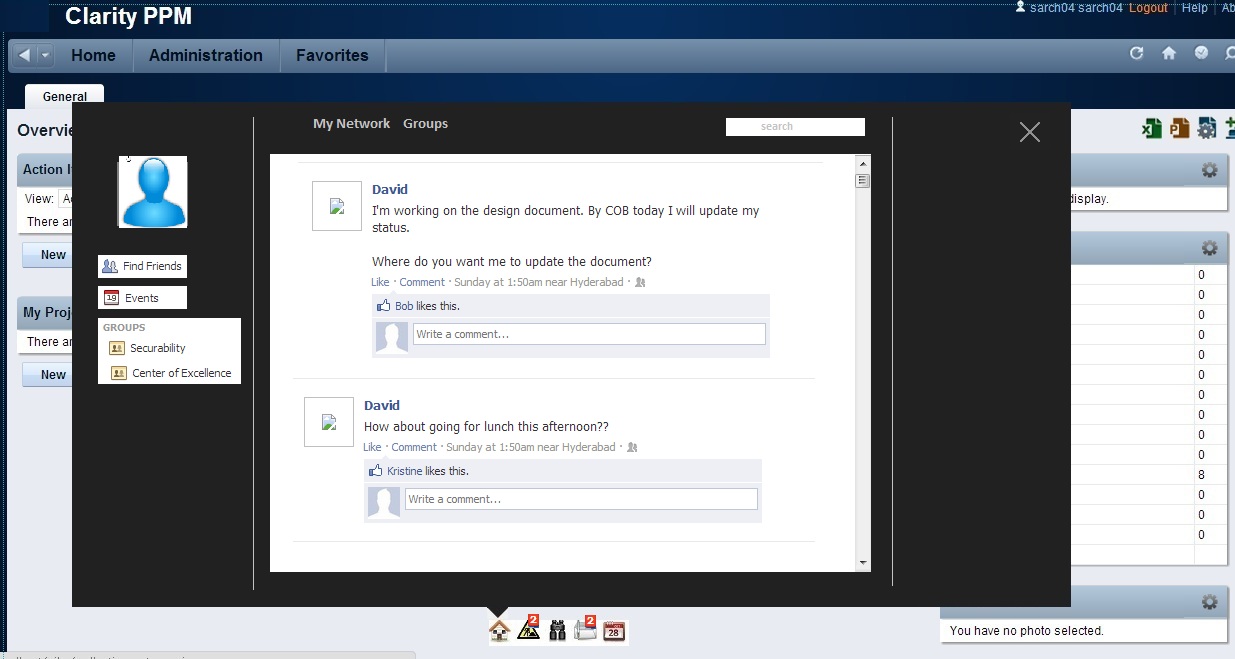 Clarity PPM
sarch04 sarch04 Logout Help Ab
Home Administration Favorites
General
Overvie
Action It
View: A
There ar
New
My Proj
There ar
New
My Network Groups
search
Find Friends
19 Events
GROUPS
Securability
Center of Excellence
David
I'm working on the design document. By COB today I will update my
status.
Where do you want me to update the document?
Like · Comment · Sunday at 1:50am near Hyderabad ·
Bob likes this.
Write a comment...
David
How about going for lunch this afternoon??
Like · Comment · Sunday at 1:50am near Hyderabad ·
Kristine likes this.
Write a comment...
display.
0
0
0
0
0
0
0
0
0
0
8
0
0
0
You have no photo selected.
2
2
28